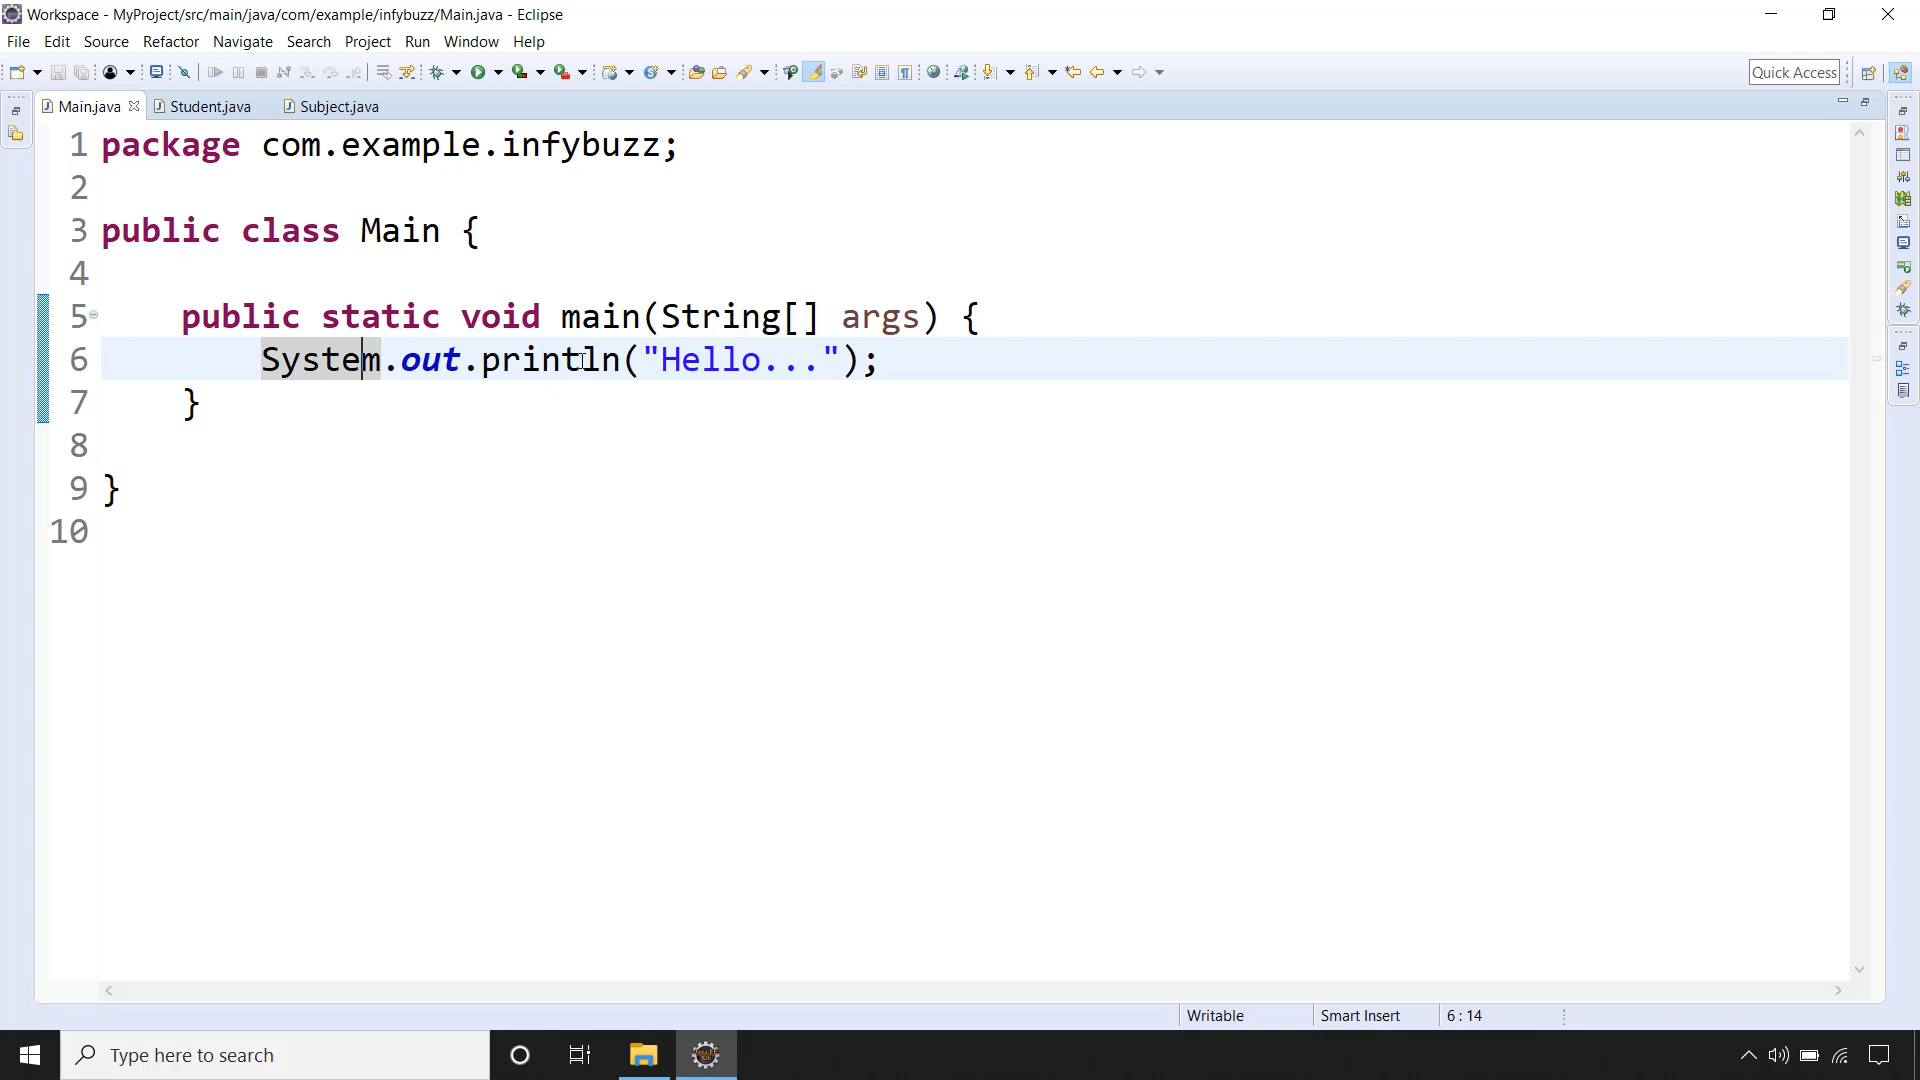 Workspace - MyProject/src/main/java/com/example/infybuzz/Main.java - Eclipse
File Edit Source Refactor Navigate Search Project Run Window Help
Quick Access
Main.java Student.java Subject.java
1 package com.example.infybuzz;
2
3 public class Main {
4
5 public static void main(String[] args) {
6 System.out.println("Hello...");
7 }
8
9 }
10
Writable Smart Insert 6 : 14
Type here to search